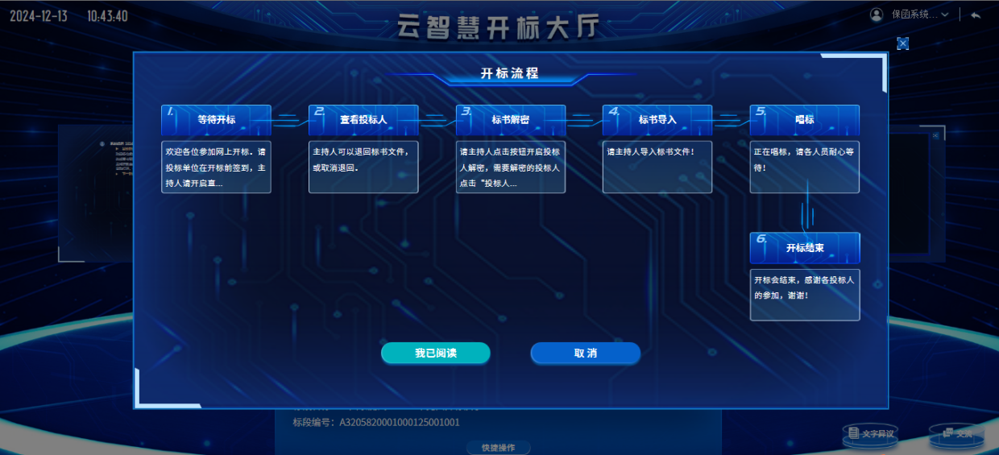 2024-12-13 10:43:40
云智慧开标大厅
保函系统...
开标流程
1.
等待开标
2.
查看投标人
3.
标书解密
4.
标书导入
5.
唱标
欢迎各位参加网上开标。请
投标单位在开标前签到，主
持人请开启宣...
主持人可以退回标书文件，
或取消退回。
请主持人点击按钮开启投标
人解密，需要解密的投标人
点击“投标人...
请主持人导入标书文件！
正在唱标，请各人员耐心等
待！
6.
开标结束
开标会结束，感谢各投标人
的参加，谢谢！
我已阅读
取消
标段编号：A3205820001000125001001
快捷操作
文字异议
交流